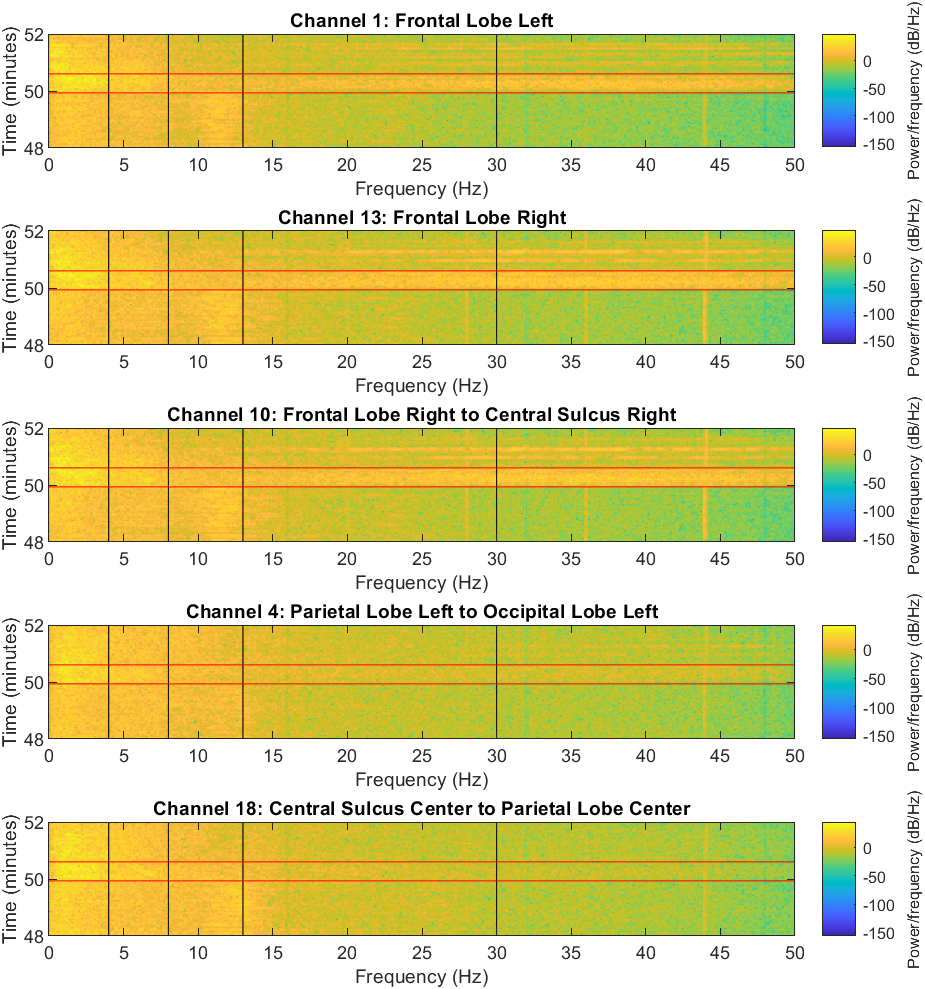 Channel 1: Frontal Lobe Left
Time (minutes)
52
50
48
0 5 10 15 20 25 30 35 40 45 50
Frequency (Hz)
0
-50
-100
-150
Power/frequency (dB/Hz)
Channel 13: Frontal Lobe Right
Time (minutes)
52
50
48
0 5 10 15 20 25 30 35 40 45 50
Frequency (Hz)
0
-50
-100
-150
Power/frequency (dB/Hz)
Channel 10: Frontal Lobe Right to Central Sulcus Right
Time (minutes)
52
50
48
0 5 10 15 20 25 30 35 40 45 50
Frequency (Hz)
0
-50
-100
-150
Power/frequency (dB/Hz)
Channel 4: Parietal Lobe Left to Occipital Lobe Left
Time (minutes)
52
50
48
0 5 10 15 20 25 30 35 40 45 50
Frequency (Hz)
0
-50
-100
-150
Power/frequency (dB/Hz)
Channel 18: Central Sulcus Center to Parietal Lobe Center
Time (minutes)
52
50
48
0 5 10 15 20 25 30 35 40 45 50
Frequency (Hz)
0
-50
-100
-150
Power/frequency (dB/Hz)